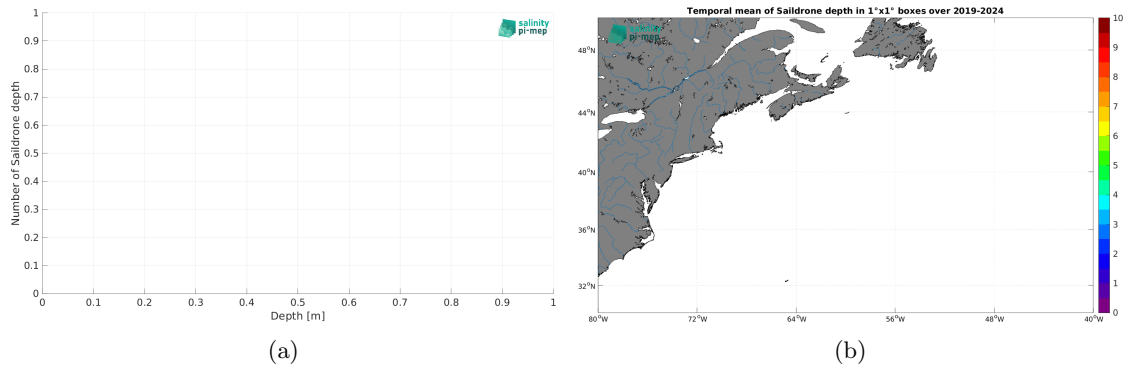 1
0.9
0.8
0.7
0.6
0.5
0.4
0.3
0.2
0.1
0
Number of Saildrone depth
salinity
pi-mep
0 0.1 0.2 0.3 0.4 0.5 0.6 0.7 0.8 0.9 1
Depth [m]
(a)
Temporal mean of Saildrone depth in 1°x1° boxes over 2019-2024
pi-mep
48°N
44°N
40°N
36°N
32°N
80°W 72°W 64°W 56°W 48°W 40°W
10
9
8
7
6
5
4
3
2
1
0
(b)